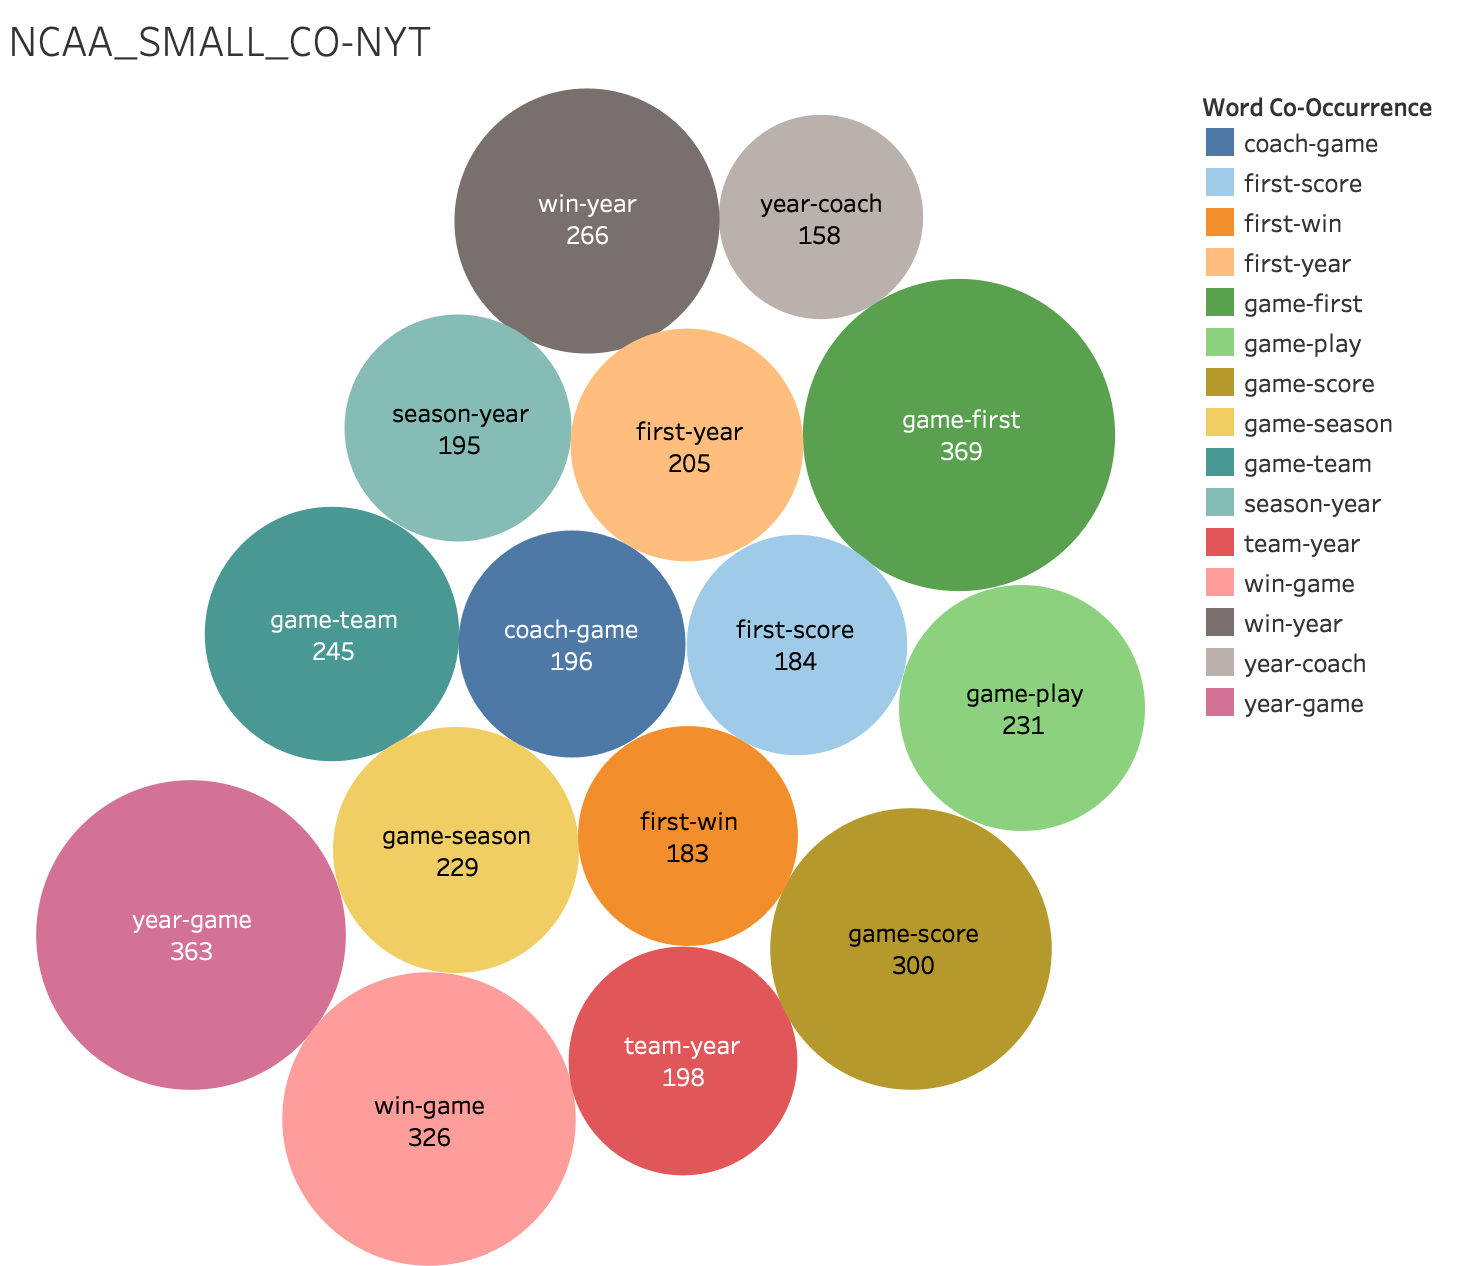 NCAA_SMALL_CO-NYT
win-year
266
year-coach
158
season-year
195
first-year
205
game-first
369
game-team
245
coach-game
196
first-score
184
game-play
231
year-game
363
game-season
229
first-win
183
game-score
300
win-game
326
team-year
198
Word Co-Occurrence
coach-game
first-score
first-win
first-year
game-first
game-play
game-score
game-season
game-team
season-year
team-year
win-game
win-year
year-coach
year-game